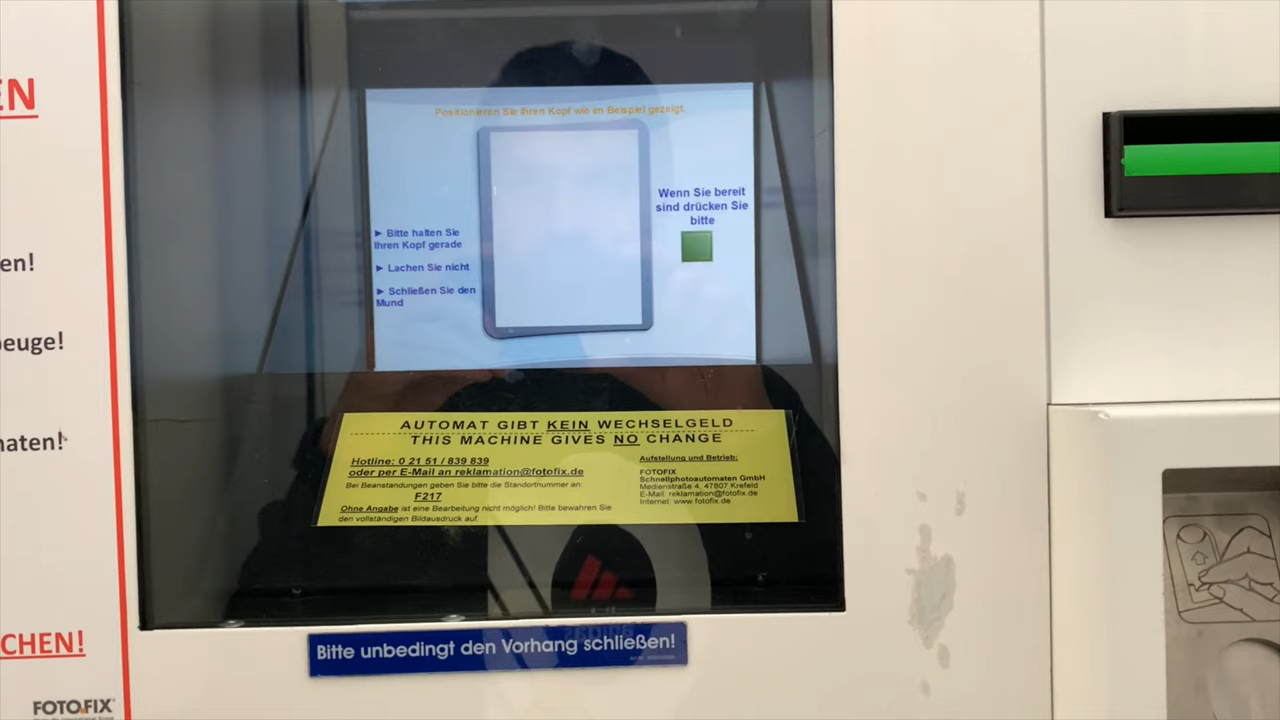 EN
en!
euge!
naten!
CHEN!
FOTOFIX
Positionieren Sie Ihren Kopf wie im Beispiel gezeigt.
► Bitte halten Sie
Ihren Kopf gerade
► Lachen Sie nicht
► Schließen Sie den
Mund
Wenn Sie bereit
sind drücken Sie
bitte
AUTOMAT GIBT KEIN WECHSELGELD
THIS MACHINE GIVES NO CHANGE
Hotline: 0 21 51 / 839 839
oder per E-Mail an reklamation@fotofix.de
Bei Beanstandungen geben Sie bitte die Standortnummer an:
F217
Ohne Angabe ist eine Bearbeitung nicht möglich! Bitte bewahren Sie
den vollständigen Bildausdruck auf.
Aufstellung und Betrieb:
FOTOFIX
Schnellphotoautomaten GmbH
Medienstraße 4, 47807 Krefeld
E-Mail: reklamation@fotofix.de
Internet: www.fotofix.de
Bitte unbedingt den Vorhang schließen!